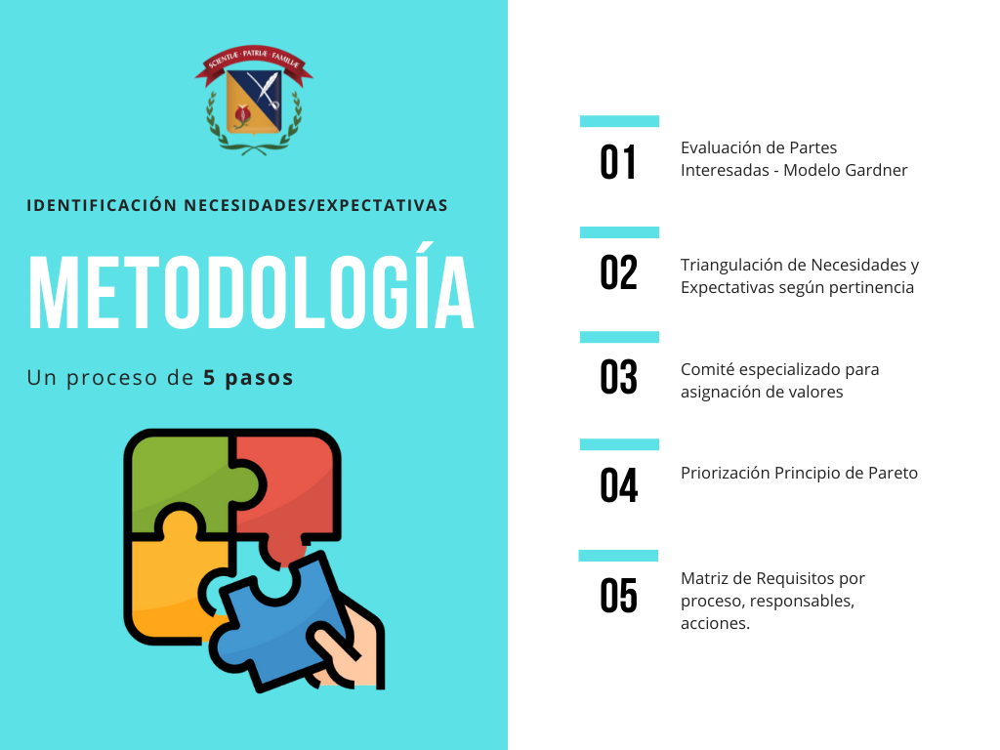 SCIENTIÆ · PATRIÆ · FAMILIÆ
IDENTIFICACIÓN NECESIDADES/EXPECTATIVAS
METODOLOGÍA
Un proceso de 5 pasos
01
Evaluación de Partes
Interesadas - Modelo Gardner
02
Triangulación de Necesidades y
Expectativas según pertinencia
03
Comité especializado para
asignación de valores
04
Priorización Principio de Pareto
05
Matriz de Requisitos por
proceso, responsables,
acciones.